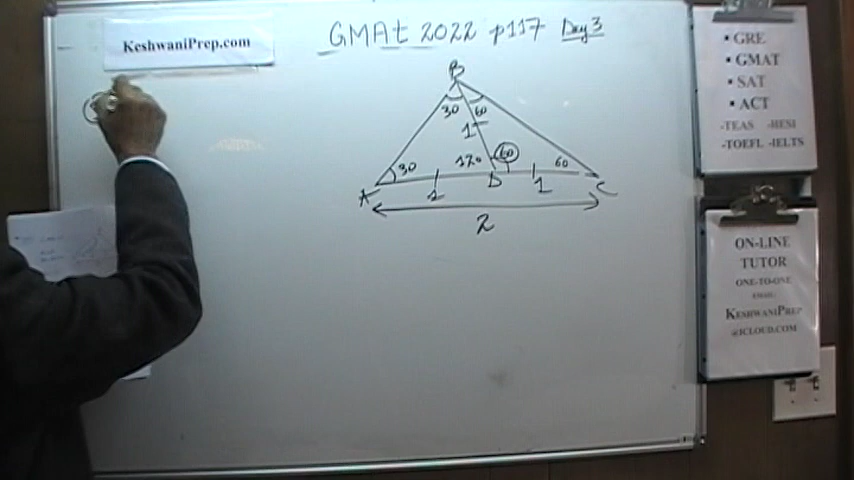 KeshwaniPrep.com
GMAt 2022 p117 Day 3
B
30 60
1
30 120 60 60
A 1 D 1 C
2
• GRE
• GMAT
• SAT
• ACT
-TEAS -HESI
-TOEFL -IELTS
ON-LINE
TUTOR
ONE-TO-ONE
EMAIL:
KESHWANIPREP
@ICLOUD.COM